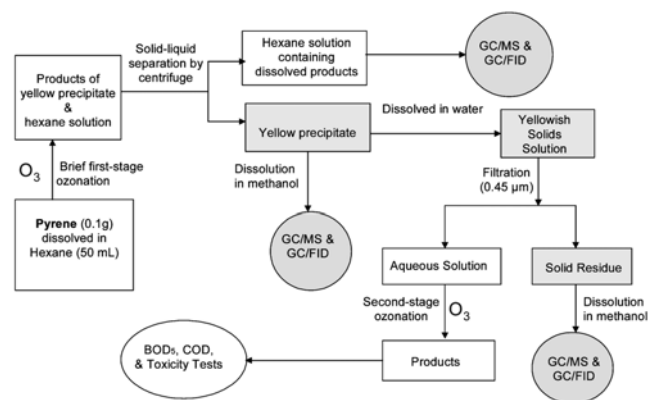 Solid-liquid
separation by
centrifuge
Hexane solution
containing
dissolved products
GC/MS &
GC/FID
Products of
yellow precipitate
&
hexane solution
Dissolved in water
Yellow precipitate
Yellowish
Solids
Solution
O₃
Brief first-stage
ozonation
Dissolution
in methanol
Filtration
(0.45 µm)
Pyrene (0.1g)
dissolved in
Hexane (50 mL)
GC/MS &
GC/FID
Aqueous Solution
Solid Residue
Second-stage
ozonation
O₃
Dissolution
in methanol
BOD₅, COD,
& Toxicity Tests
Products
GC/MS &
GC/FID